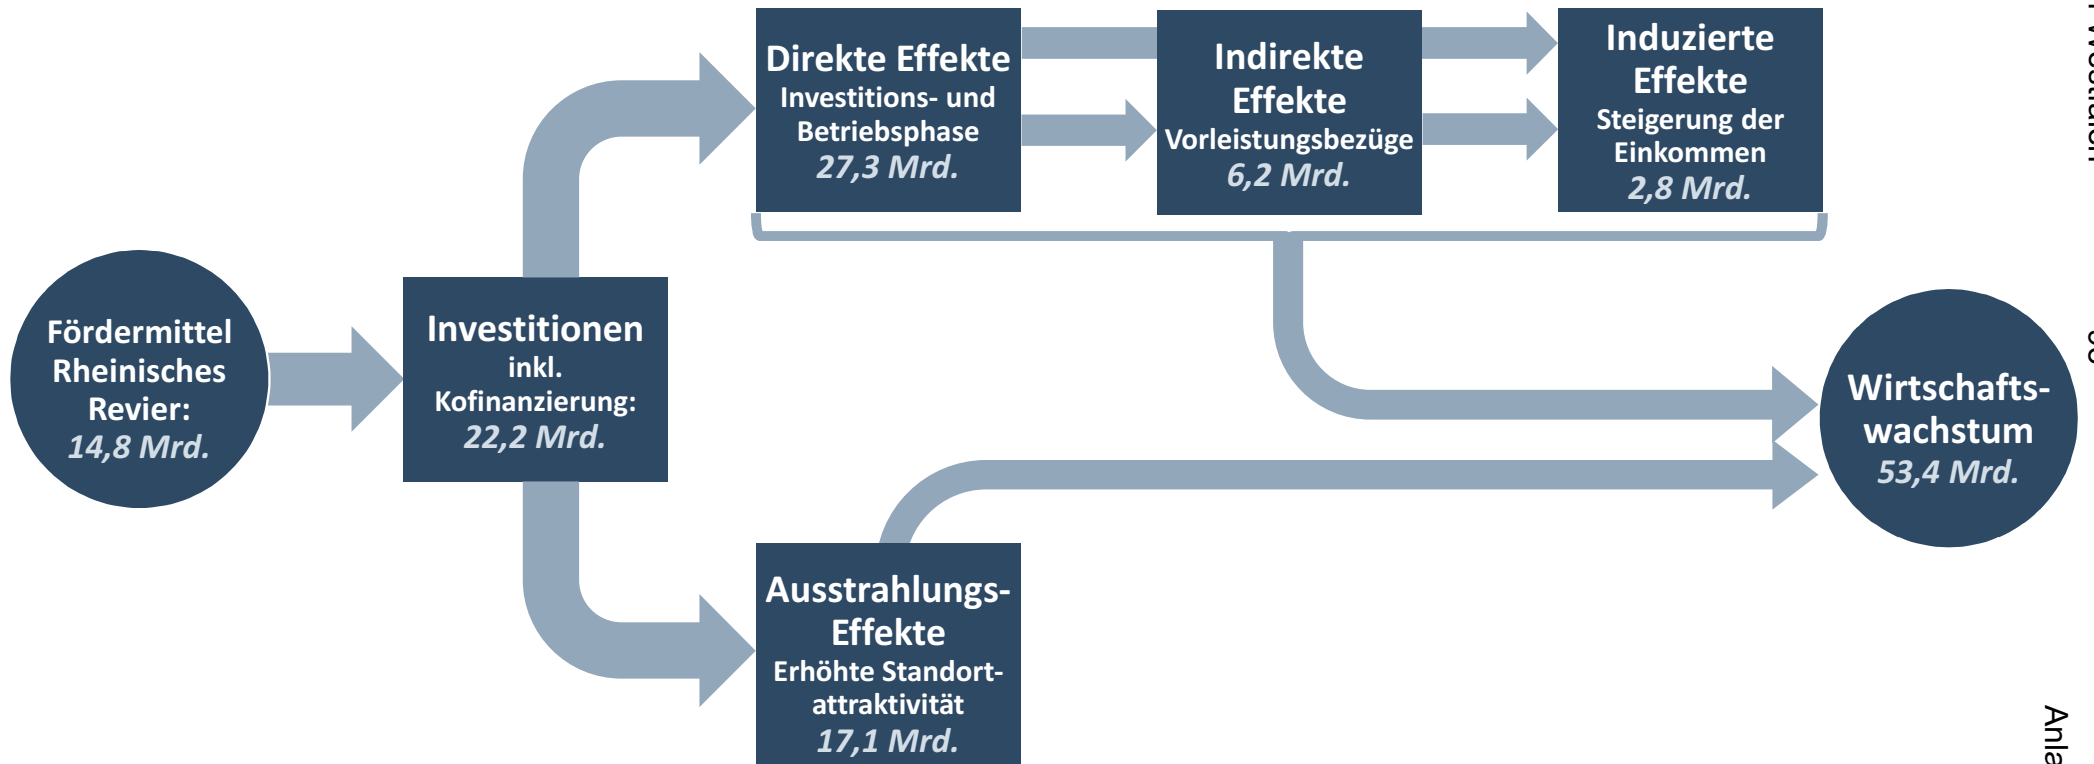 Fördermittel
Rheinisches
Revier:
14,8 Mrd.
Investitionen
inkl.
Kofinanzierung:
22,2 Mrd.
Direkte Effekte
Investitions- und
Betriebsphase
27,3 Mrd.
Indirekte
Effekte
Vorleistungsbezüge
6,2 Mrd.
Induzierte
Effekte
Steigerung der
Einkommen
2,8 Mrd.
Ausstrahlungs-
Effekte
Erhöhte Standort-
attraktivität
17,1 Mrd.
Wirtschafts-
wachstum
53,4 Mrd.